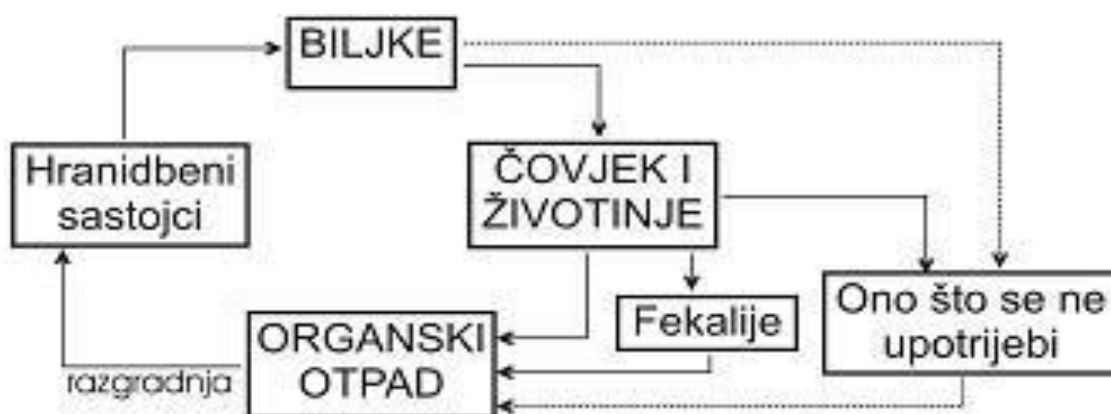 BILJKE
Hranidbeni
sastojci
ČOVJEK I
ŽIVOTINJE
Ono što se ne
upotrijebi
Fekalije
ORGANSKI
OTPAD
razgradnja